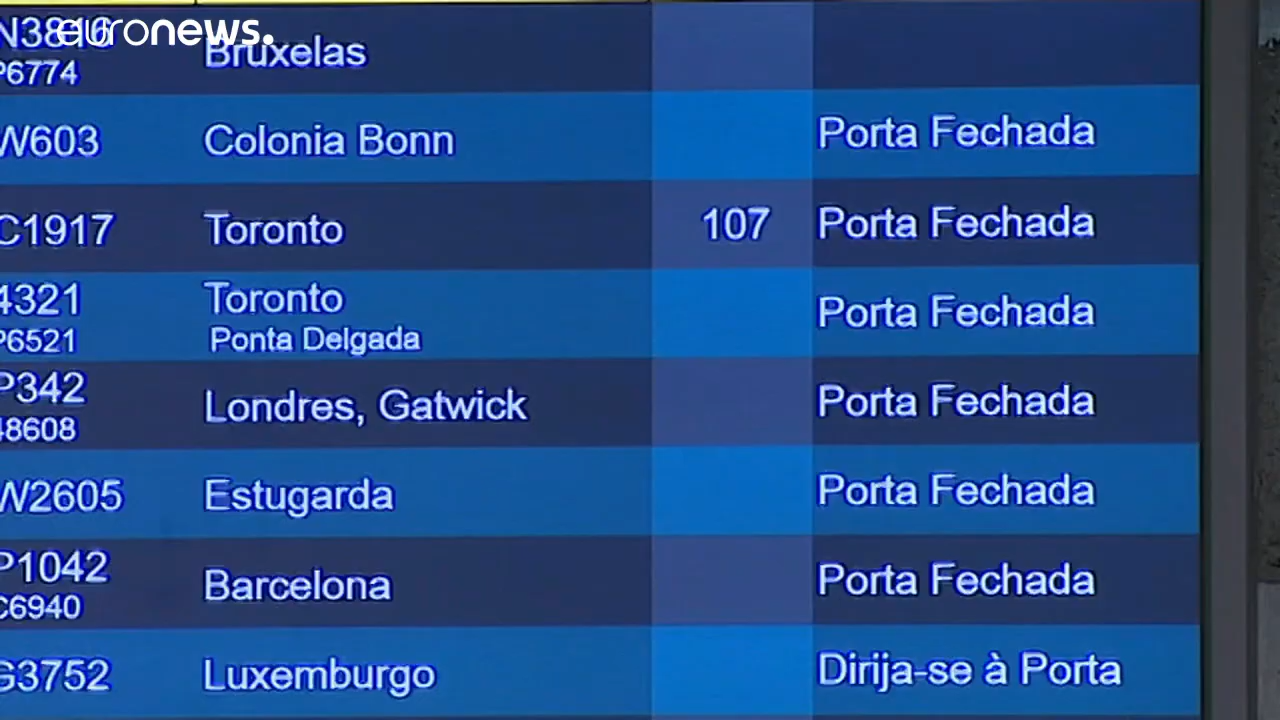 euronews.
N3816 Bruxelas
P6774
W603 Colonia Bonn Porta Fechada
C1917 Toronto 107 Porta Fechada
4321 Toronto Porta Fechada
P6521 Ponta Delgada
P342 Londres, Gatwick Porta Fechada
48608
W2605 Estugarda Porta Fechada
P1042 Barcelona Porta Fechada
C6940
G3752 Luxemburgo Dirija-se à Porta